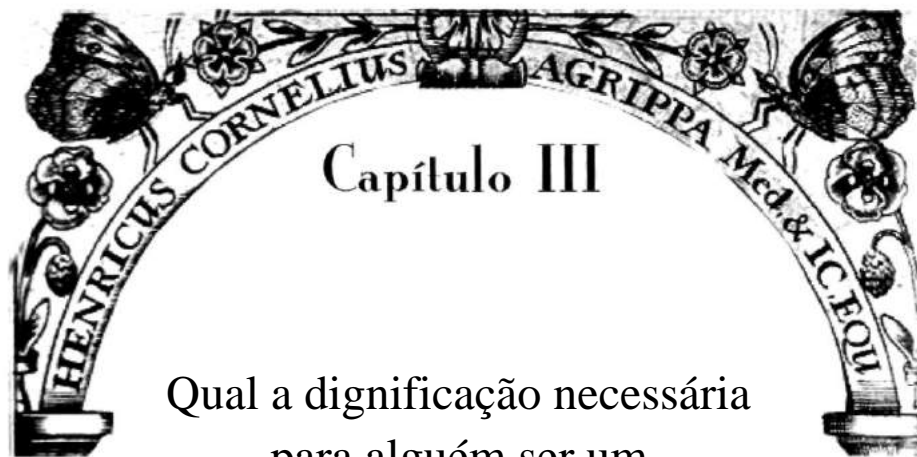 HENRICUS CORNELIUS AGRIPPA Med. & IC. EQU
Capítulo III
Qual a dignificação necessária
para alguém ser um